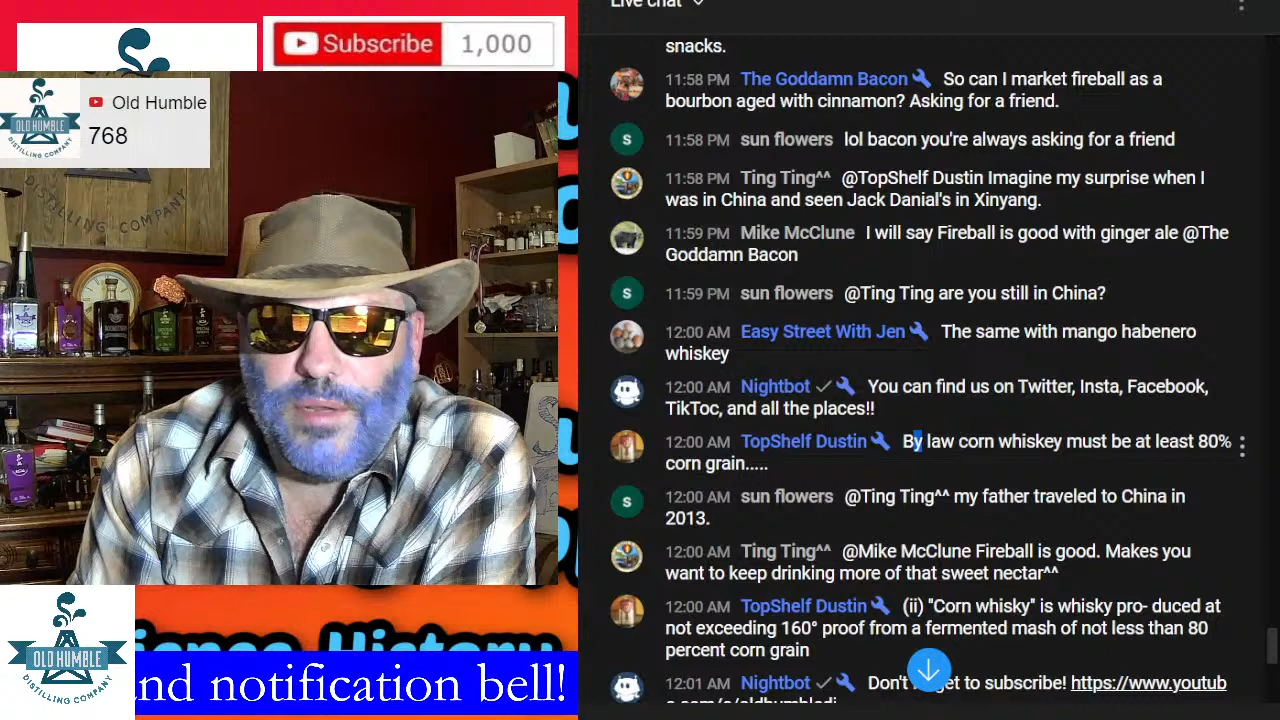 Subscribe 1,000
Old Humble
768
OLD HUMBLE
DISTILLING COMPANY
DISTILLING COMPANY
OLD HUMBLE
DISTILLING COMPANY
ience History
nd notification bell!
Live chat
snacks.
11:58 PM The Goddamn Bacon So can I market fireball as a
bourbon aged with cinnamon? Asking for a friend.
S 11:58 PM sun flowers lol bacon you're always asking for a friend
11:58 PM Ting Ting^^ @TopShelf Dustin Imagine my surprise when I
was in China and seen Jack Danial's in Xinyang.
11:59 PM Mike McClune I will say Fireball is good with ginger ale @The
Goddamn Bacon
S 11:59 PM sun flowers @Ting Ting are you still in China?
12:00 AM Easy Street With Jen The same with mango habenero
whiskey
12:00 AM Nightbot You can find us on Twitter, Insta, Facebook,
TikToc, and all the places!!
12:00 AM TopShelf Dustin By law corn whiskey must be at least 80%
corn grain.....
S 12:00 AM sun flowers @Ting Ting^^ my father traveled to China in
2013.
12:00 AM Ting Ting^^ @Mike McClune Fireball is good. Makes you
want to keep drinking more of that sweet nectar^^
12:00 AM TopShelf Dustin (ii) "Corn whisky" is whisky pro- duced at
not exceeding 160° proof from a fermented mash of not less than 80
percent corn grain
12:01 AM Nightbot Don't get to subscribe! https://www.youtub